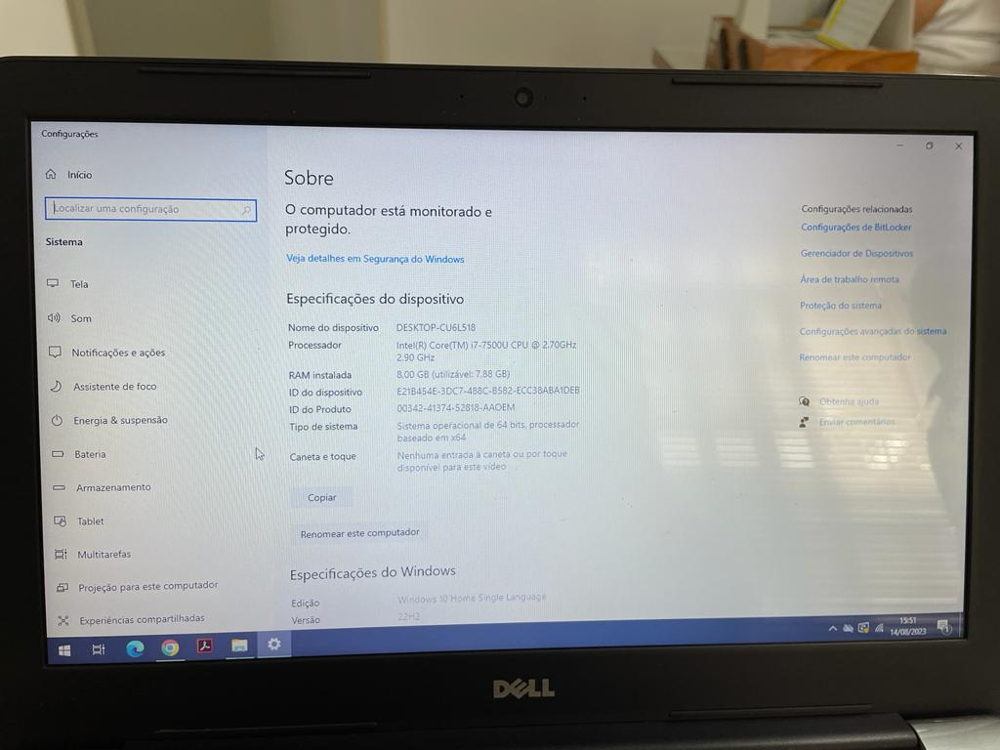 Configurações
Início
Localizar uma configuração
Sistema
Tela
Som
Notificações e ações
Assistente de foco
Energia & suspensão
Bateria
Armazenamento
Tablet
Multitarefas
Projeção para este computador
Experiências compartilhadas
Sobre
O computador está monitorado e
protegido.
Veja detalhes em Segurança do Windows
Especificações do dispositivo
Nome do dispositivo DESKTOP-CU6L518
Processador Intel(R) Core(TM) i7-7500U CPU @ 2.70GHz
2.90 GHz
RAM instalada 8,00 GB (utilizável: 7,88 GB)
ID do dispositivo E21B454E-3DC7-488C-B582-ECC38ABA1DEB
ID do Produto 00342-41374-52818-AAOEM
Tipo de sistema Sistema operacional de 64 bits, processador
baseado em x64
Caneta e toque Nenhuma entrada à caneta ou por toque
disponível para este vídeo
Copiar
Renomear este computador
Especificações do Windows
Edição Windows 10 Home Single Language
Versão 22H2
Configurações relacionadas
Configurações de BitLocker
Gerenciador de Dispositivos
Área de trabalho remota
Proteção do sistema
Configurações avançadas do sistema
Renomear este computador
Obtenha ajuda
Enviar comentários
15:51
14/08/2023
1
DELL